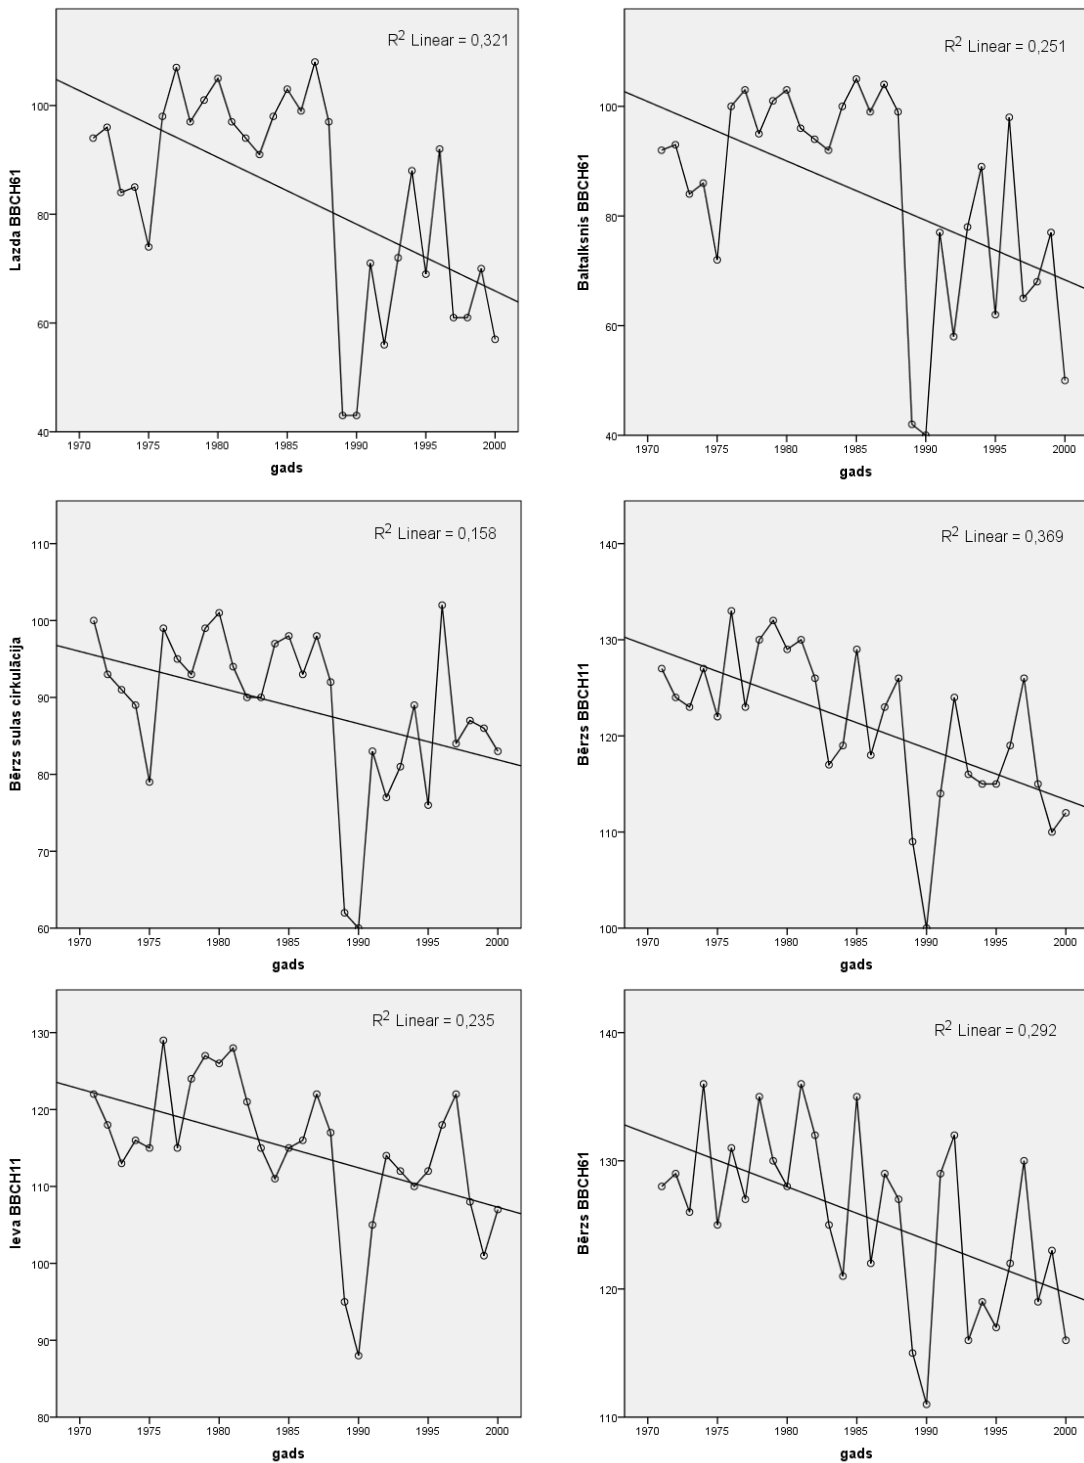 R² Linear = 0,321
Lazda BBCH61
100
80
60
40
1970 1975 1980 1985 1990 1995 2000
gads
R² Linear = 0,251
Baltalksnis BBCH61
100
80
60
40
1970 1975 1980 1985 1990 1995 2000
gads
R² Linear = 0,158
Bērzs sulas cirkulācija
110
100
90
80
70
60
1970 1975 1980 1985 1990 1995 2000
gads
R² Linear = 0,369
Bērzs BBCH11
140
130
120
110
100
1970 1975 1980 1985 1990 1995 2000
gads
R² Linear = 0,235
Ieva BBCH11
130
120
110
100
90
80
1970 1975 1980 1985 1990 1995 2000
gads
R² Linear = 0,292
Bērzs BBCH61
140
130
120
110
1970 1975 1980 1985 1990 1995 2000
gads